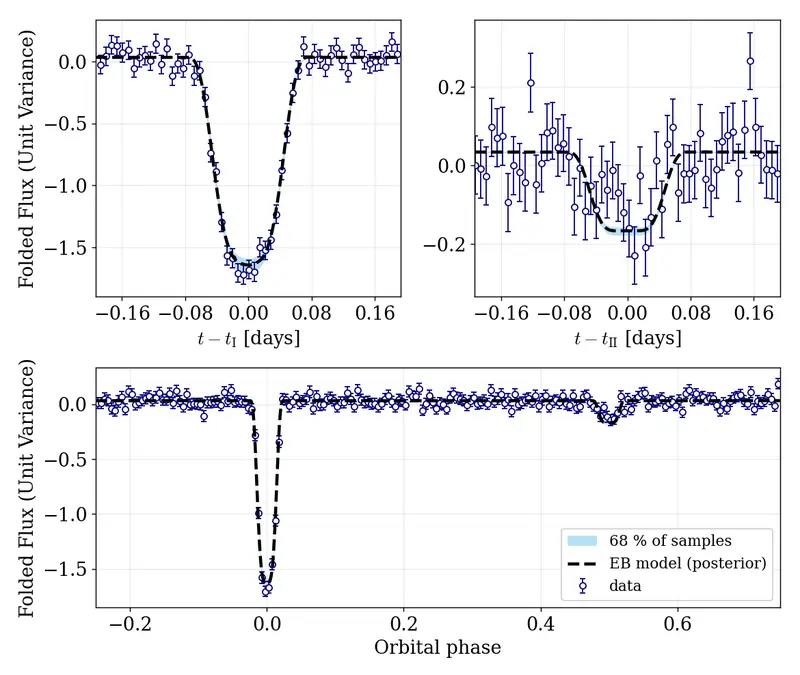 Folded Flux (Unit Variance)
0.0
−0.5
−1.0
−1.5
−0.16 −0.08 0.00 0.08 0.16
t − t_I [days]
0.2
0.0
−0.2
−0.16 −0.08 0.00 0.08 0.16
t − t_II [days]
Folded Flux (Unit Variance)
0.0
−0.5
−1.0
−1.5
−0.2 0.0 0.2 0.4 0.6
Orbital phase
68 % of samples
EB model (posterior)
data